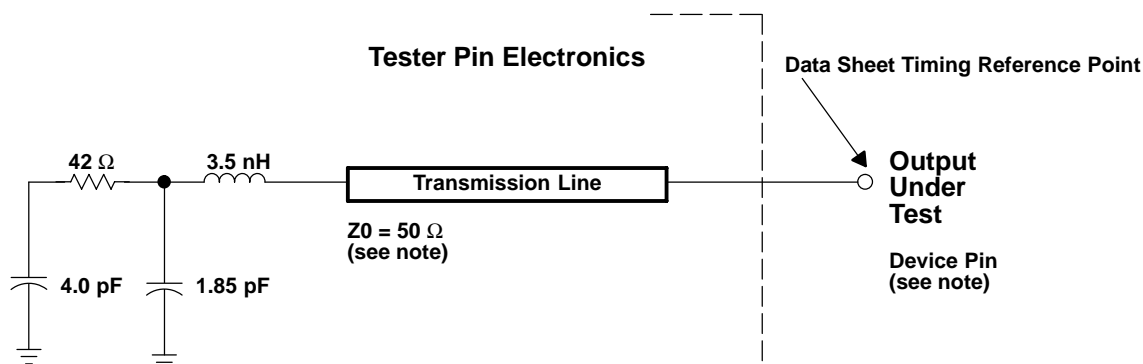 Tester Pin Electronics
Data Sheet Timing Reference Point
42 Ω
3.5 nH
Transmission Line
Output
Under
Test
Z0 = 50 Ω
(see note)
Device Pin
(see note)
4.0 pF
1.85 pF